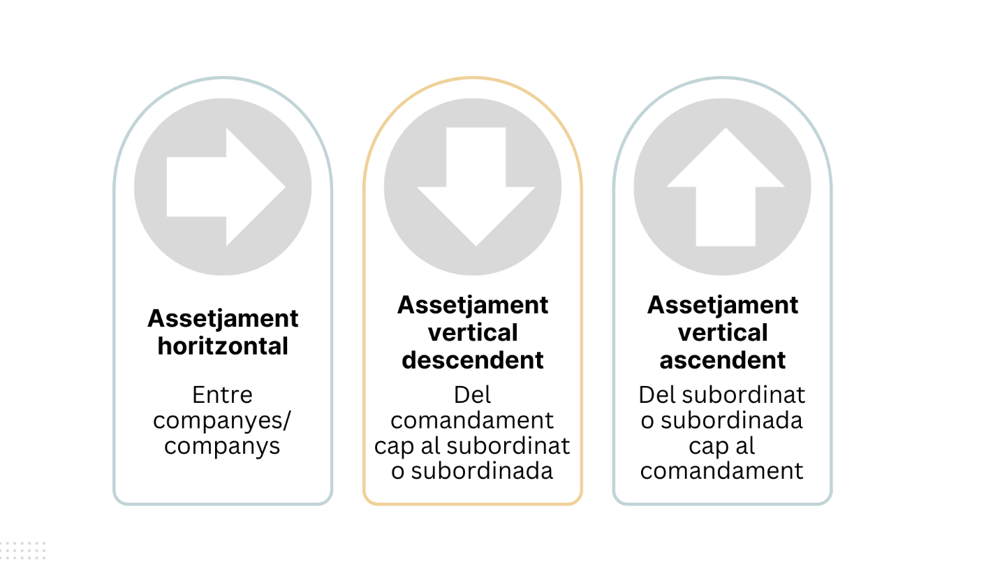 Assetjament
horitzontal
Entre
companyes/
companys
Assetjament
vertical
descendent
Del
comandament
cap al subordinat
o subordinada
Assetjament
vertical
ascendent
Del subordinat
o subordinada
cap al
comandament